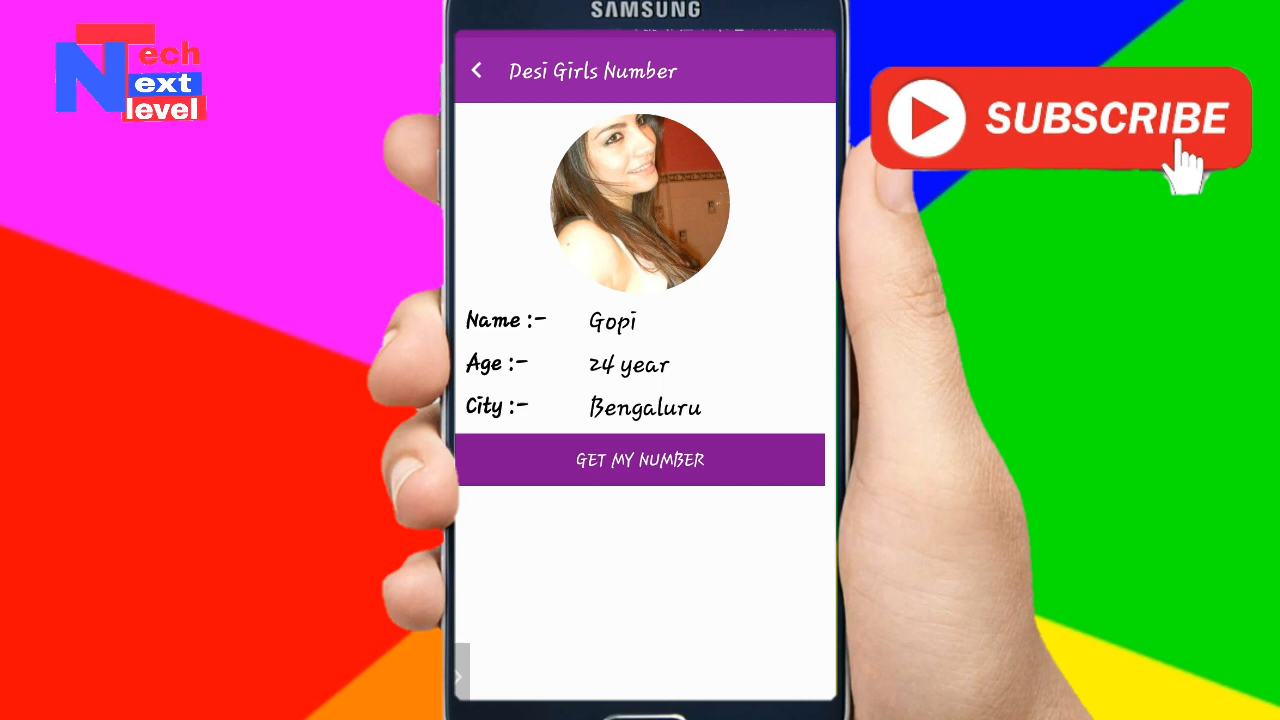 Tech
Next
level
SAMSUNG
Desi Girls Number
SUBSCRIBE
Name :- Gopi
Age :- 24 year
City :- Bengaluru
GET MY NUMBER